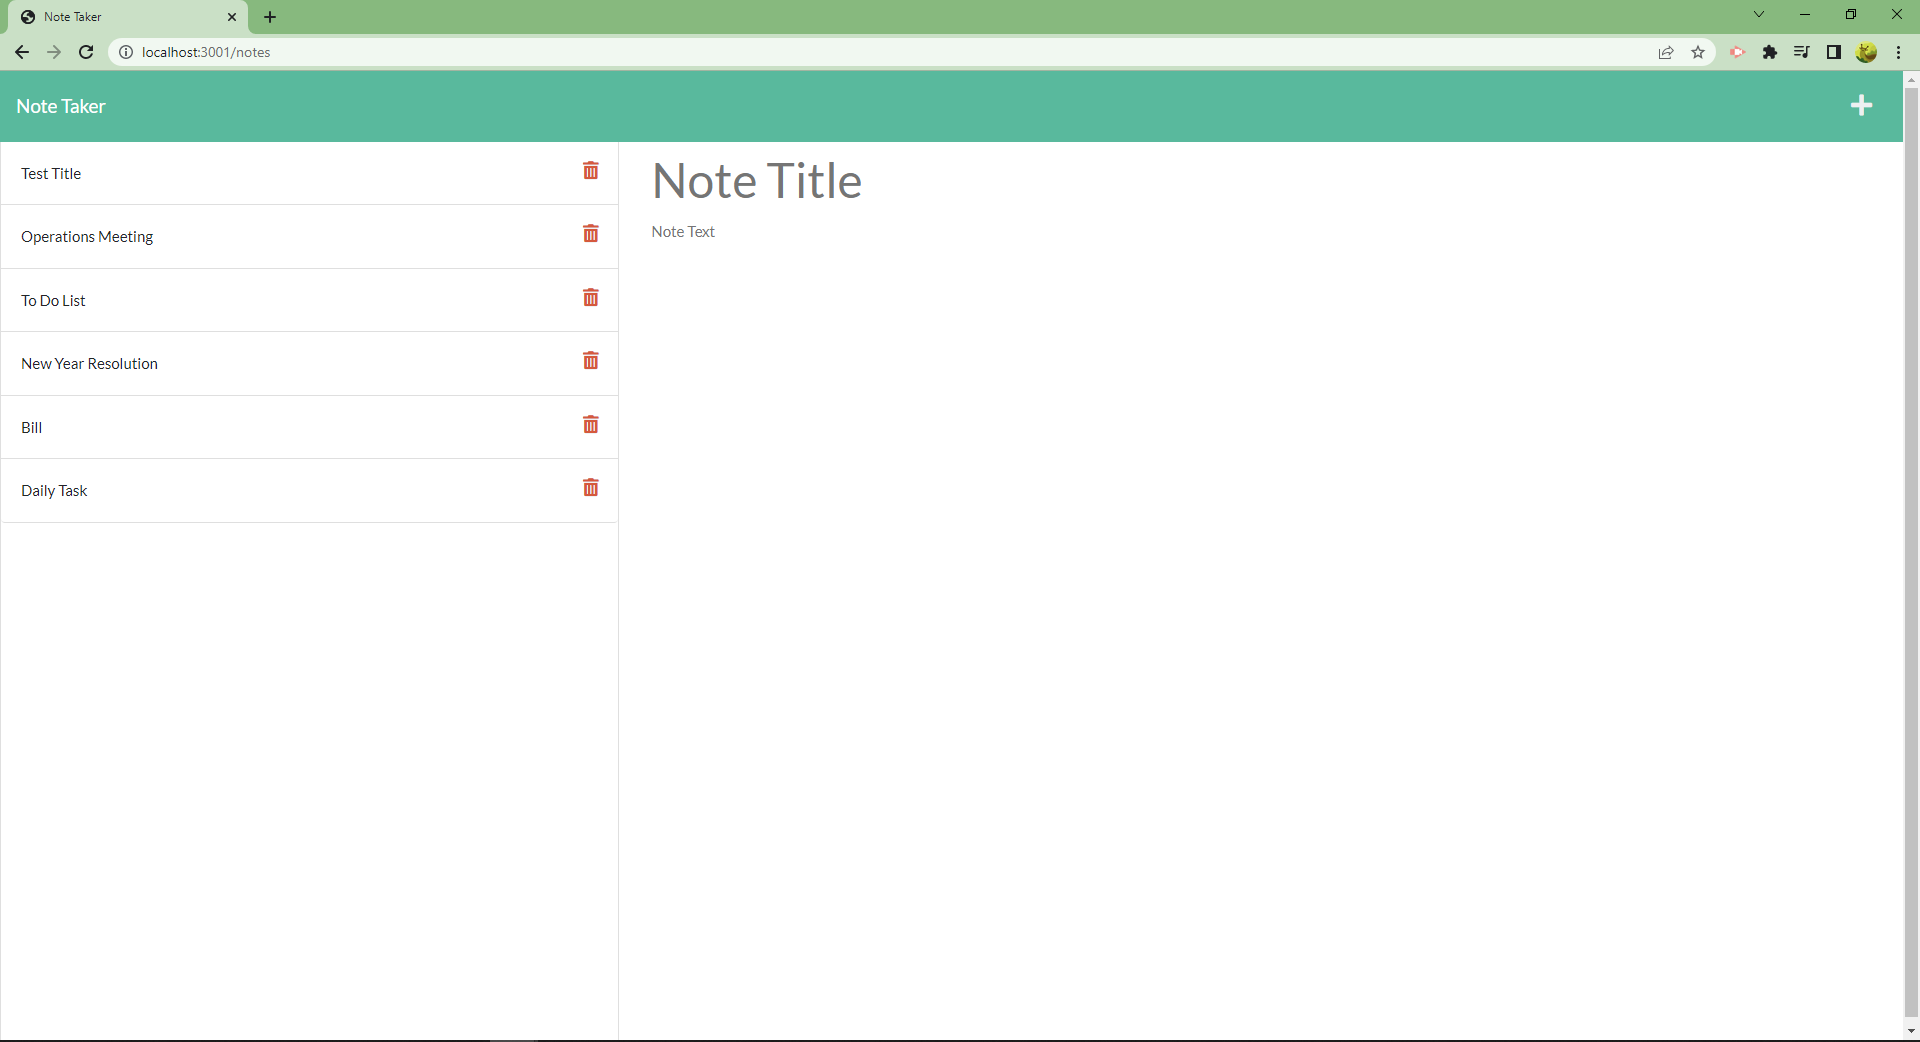 Note Taker
localhost:3001/notes
Note Taker
Test Title
Operations Meeting
To Do List
New Year Resolution
Bill
Daily Task
Note Title
Note Text